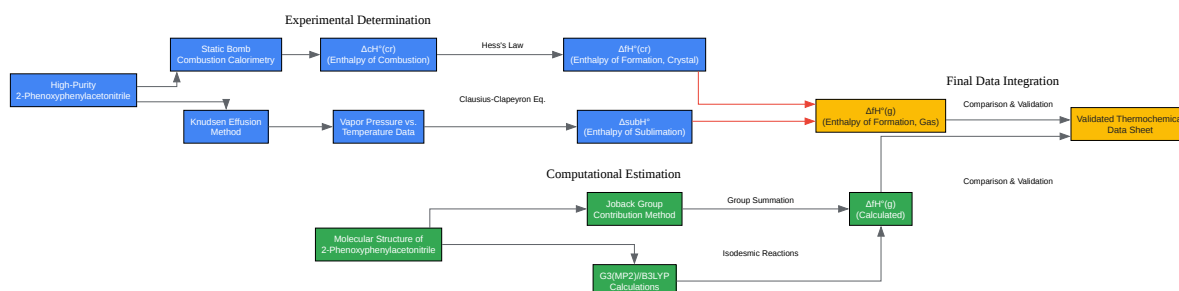 Experimental Determination
Static Bomb
Combustion Calorimetry
ΔcH°(cr)
(Enthalpy of Combustion)
Hess's Law
ΔfH°(cr)
(Enthalpy of Formation, Crystal)
High-Purity
2-Phenoxyphenylacetonitrile
Knudsen Effusion
Method
Vapor Pressure vs.
Temperature Data
Clausius-Clapeyron Eq.
ΔsubH°
(Enthalpy of Sublimation)
Final Data Integration
ΔfH°(g)
(Enthalpy of Formation, Gas)
Comparison & Validation
Validated Thermochemica
Data Sheet
Computational Estimation
Comparison & Validation
Joback Group
Contribution Method
Group Summation
ΔfH°(g)
(Calculated)
Molecular Structure of
2-Phenoxyphenylacetonitrile
Isodesmic Reactions
G3(MP2)//B3LYP
Calculations